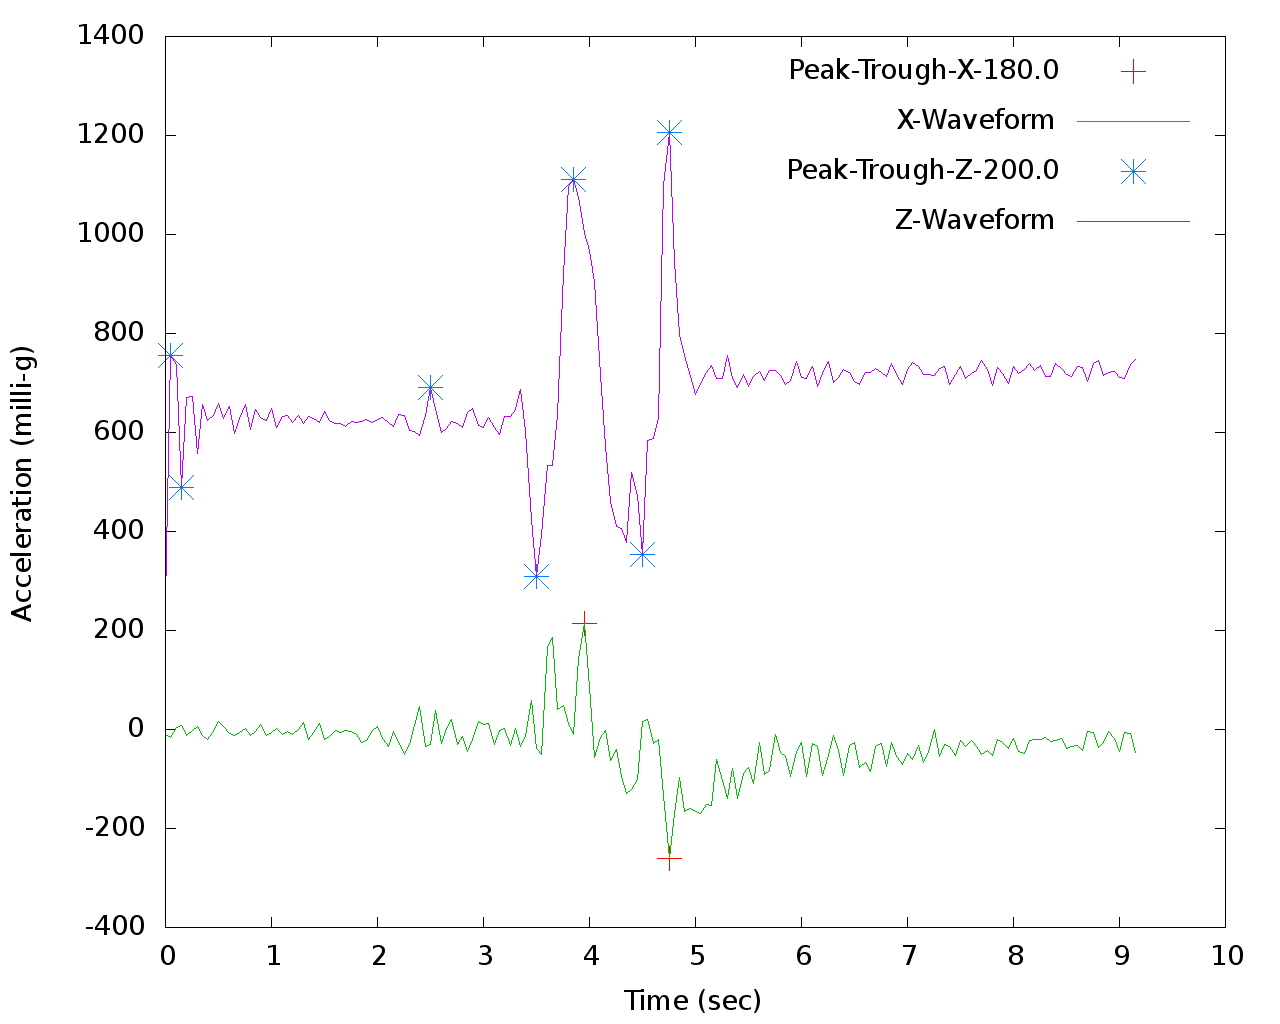 1400
1200
1000
800
600
400
200
0
-200
-400
Acceleration (milli-g)
Peak-Trough-X-180.0
X-Waveform
Peak-Trough-Z-200.0
Z-Waveform
0 1 2 3 4 5 6 7 8 9 10
Time (sec)